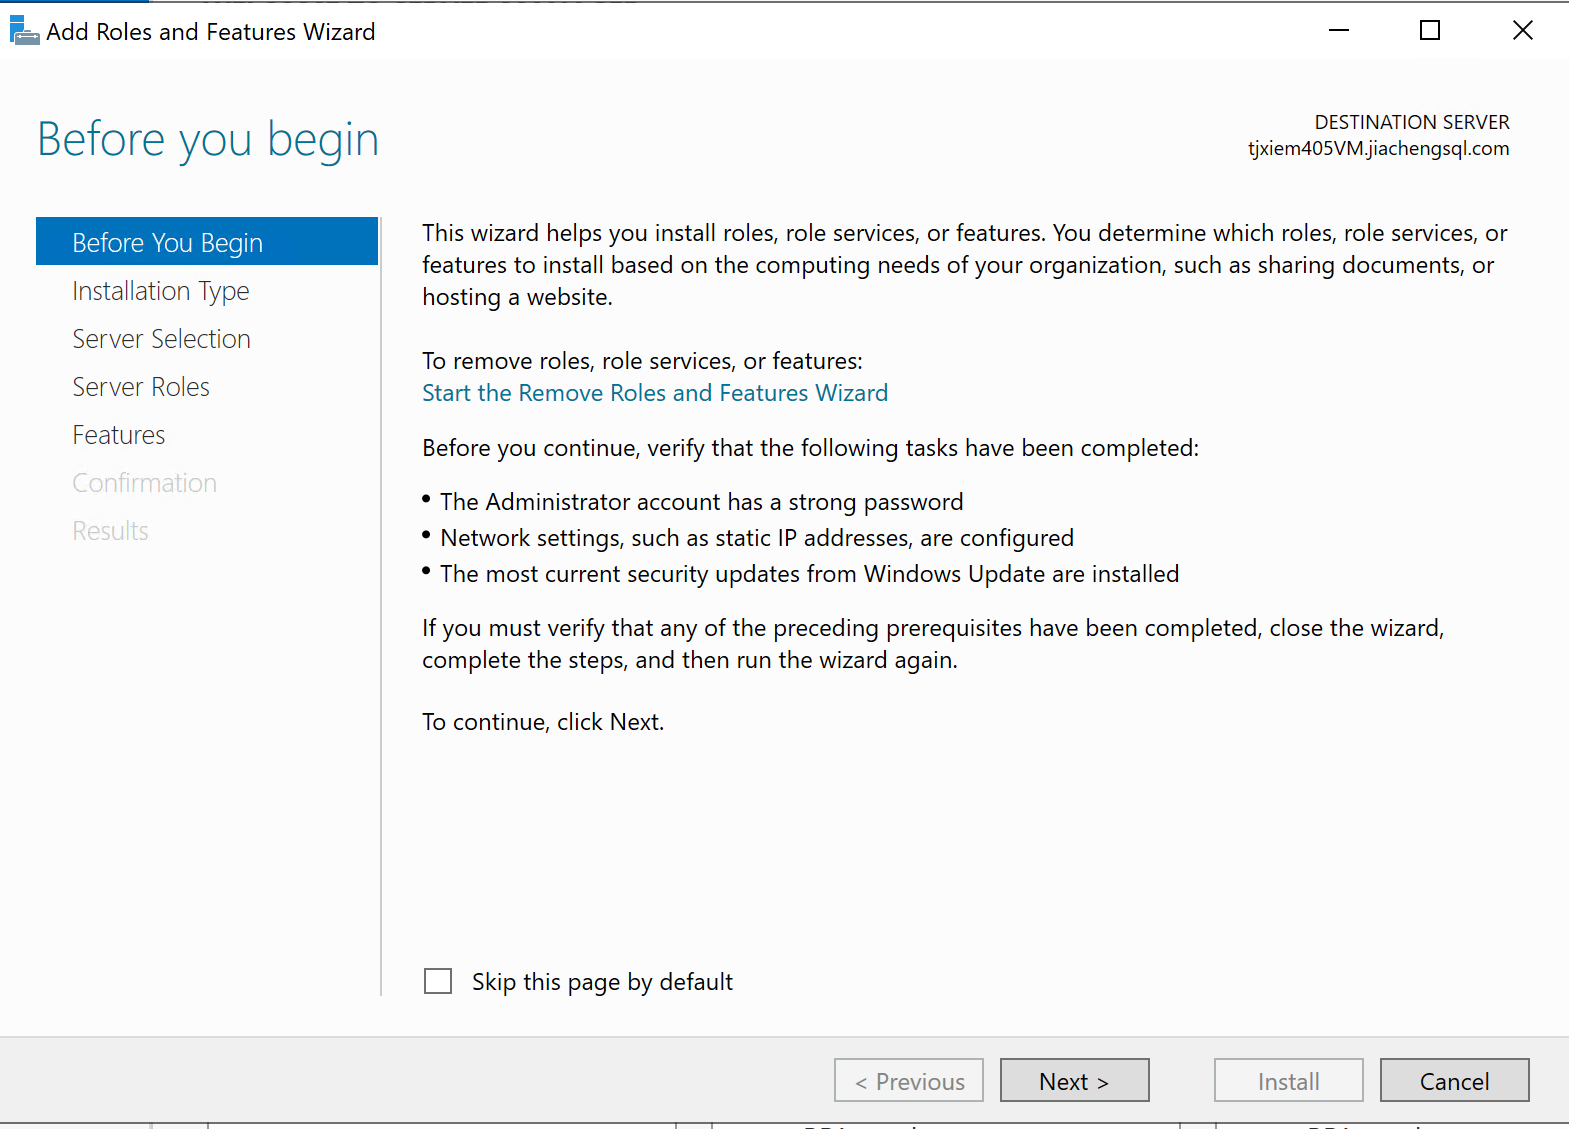 Add Roles and Features Wizard
Before you begin
DESTINATION SERVER
tjxiem405VM.jiachengsql.com
Before You Begin
Installation Type
Server Selection
Server Roles
Features
Confirmation
Results
This wizard helps you install roles, role services, or features. You determine which roles, role services, or
features to install based on the computing needs of your organization, such as sharing documents, or
hosting a website.
To remove roles, role services, or features:
Start the Remove Roles and Features Wizard
Before you continue, verify that the following tasks have been completed:
• The Administrator account has a strong password
• Network settings, such as static IP addresses, are configured
• The most current security updates from Windows Update are installed
If you must verify that any of the preceding prerequisites have been completed, close the wizard,
complete the steps, and then run the wizard again.
To continue, click Next.
Skip this page by default
< Previous
Next >
Install
Cancel